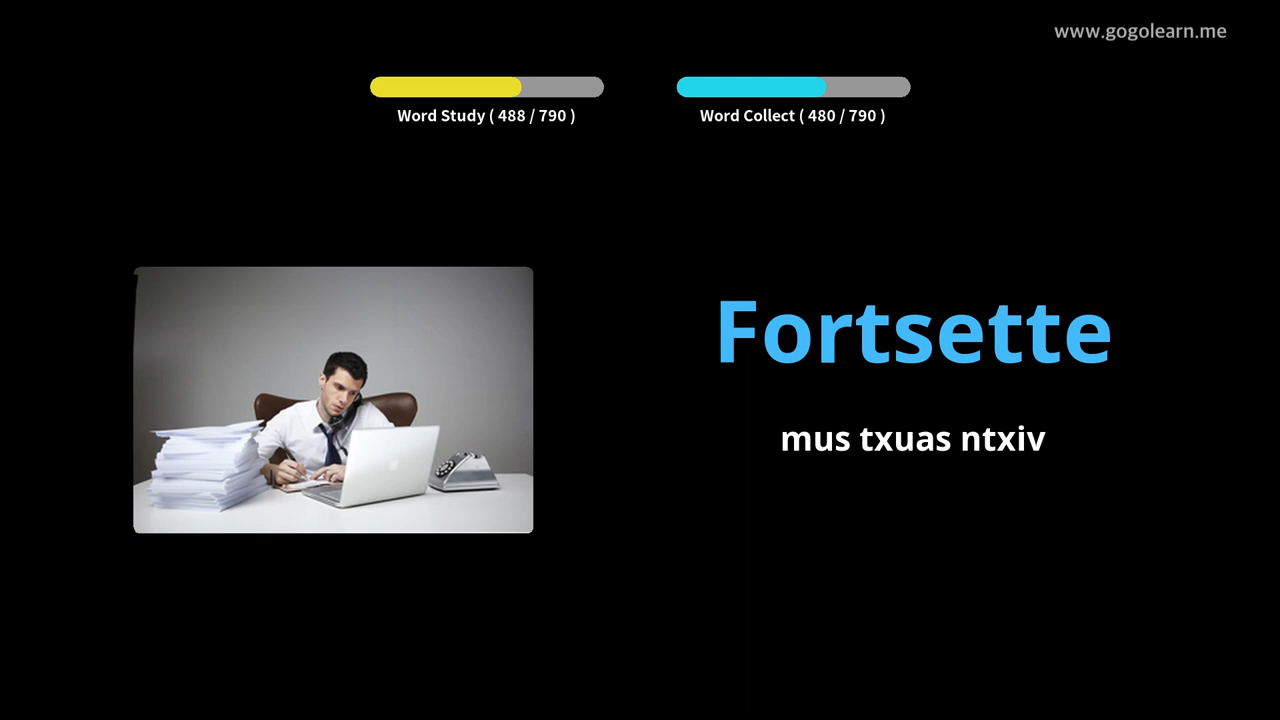 www.gogolearn.me
Word Study ( 488 / 790 )
Word Collect ( 480 / 790 )
Fortsette
mus txuas ntxiv